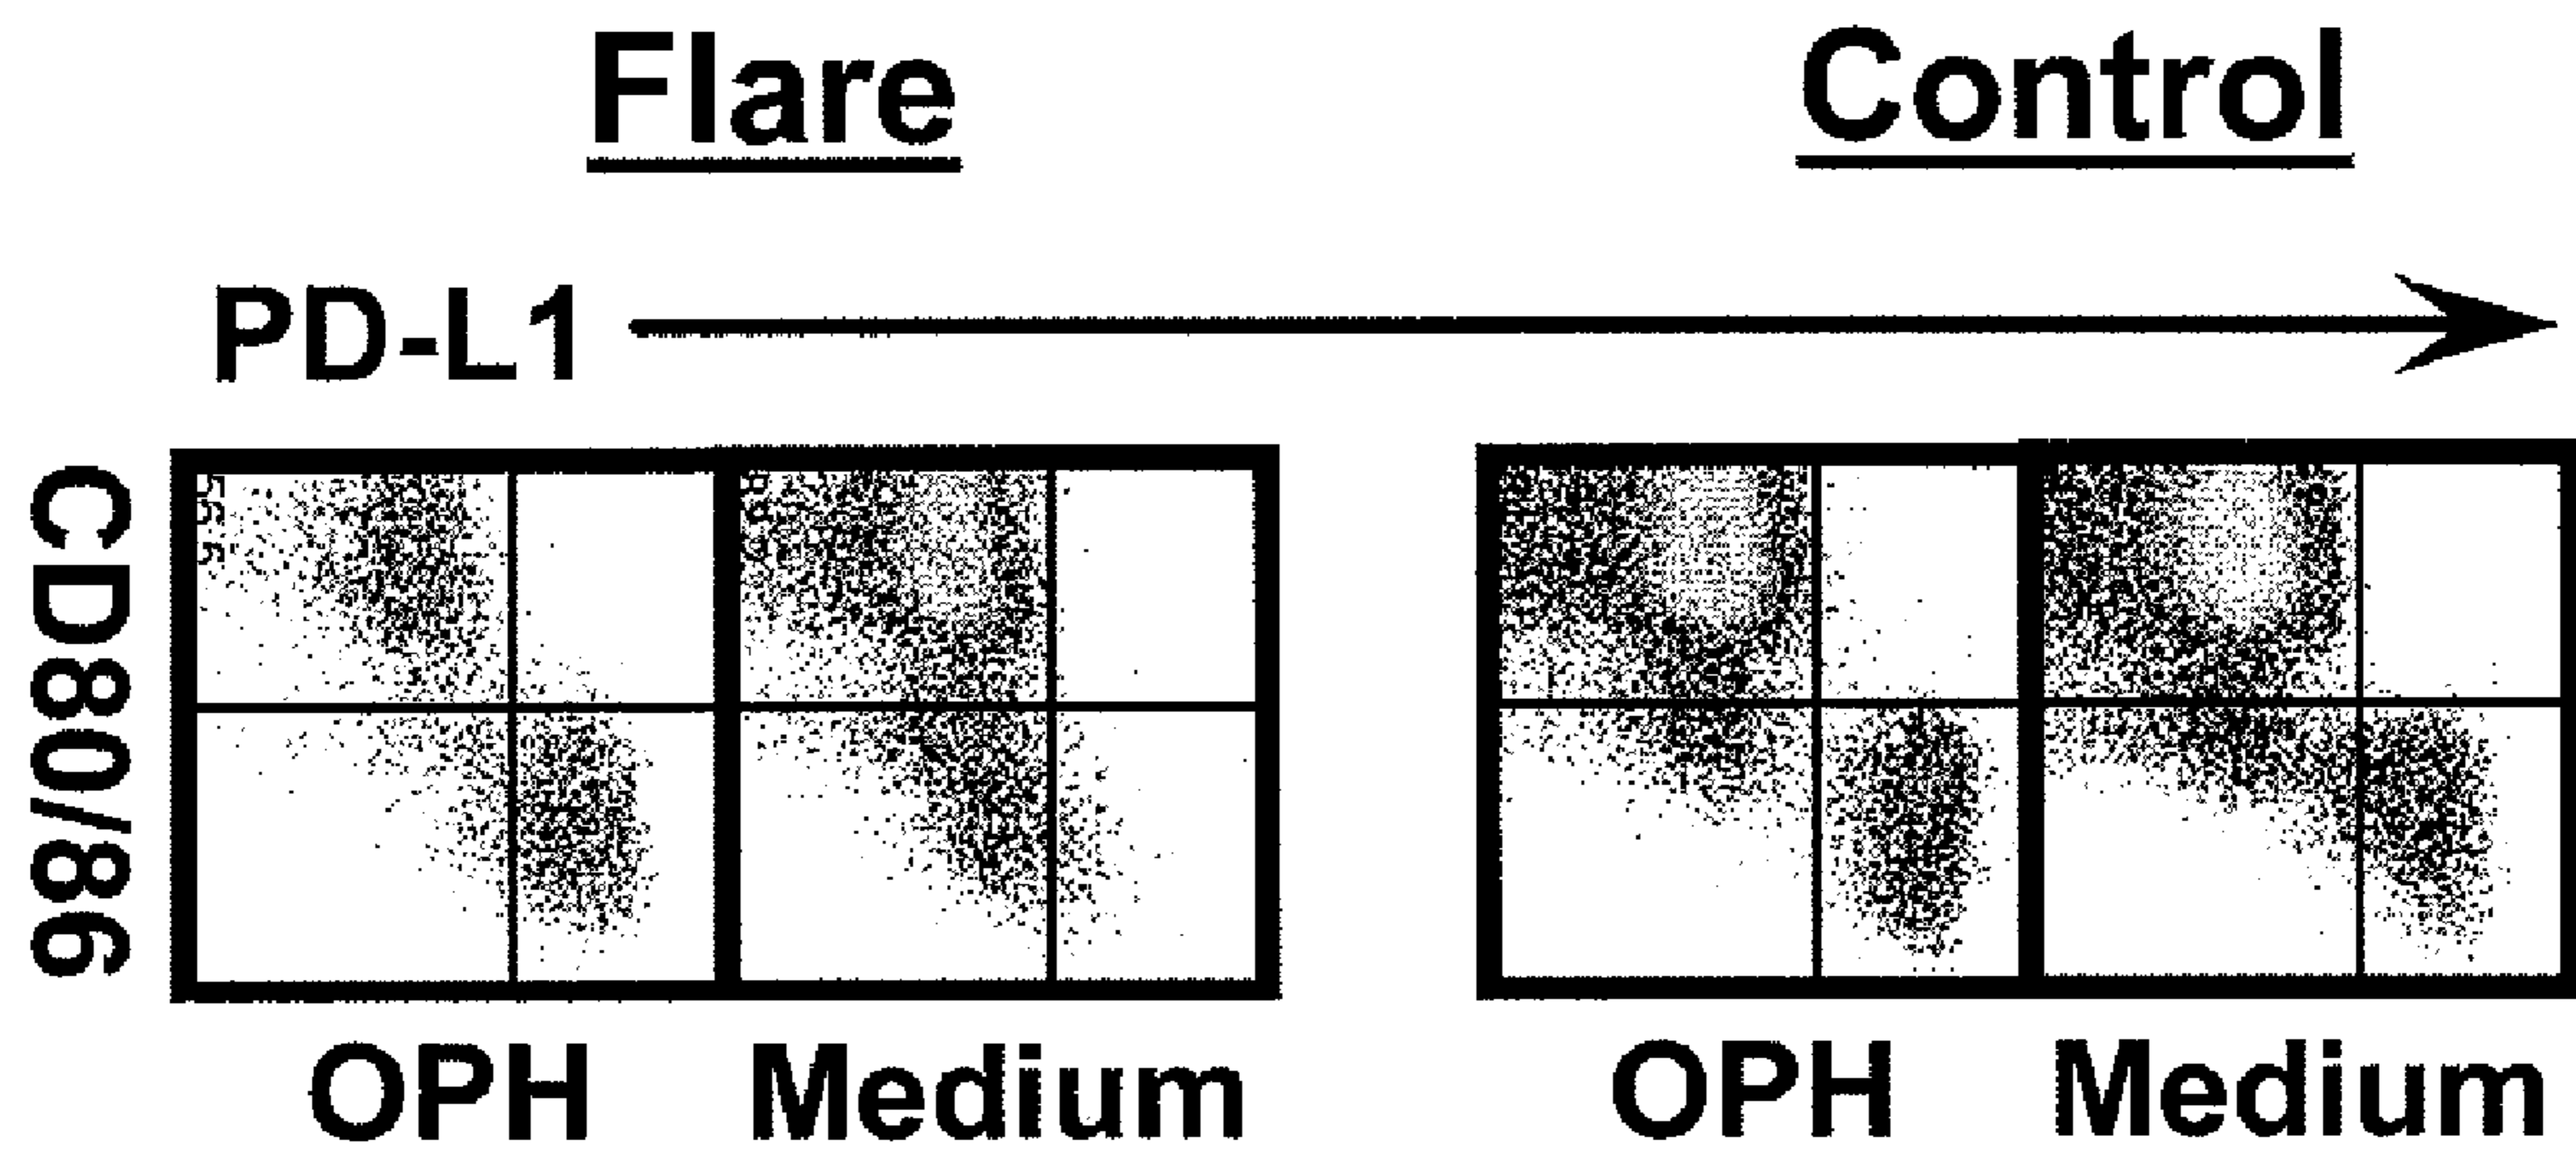 Flare
Control
PD-L1
CD80/86
OPH
Medium
OPH
Medium